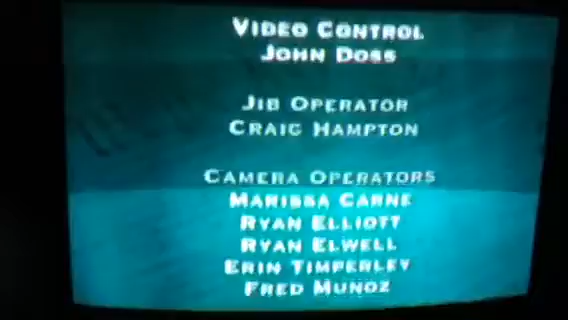 VIDEO CONTROL
JOHN DOSS
JIB OPERATOR
CRAIG HAMPTON
CAMERA OPERATORS
MARISSA CARNE
RYAN ELLIOTT
RYAN ELWELL
ERIN TIMPERLEY
FRED MUNOZ